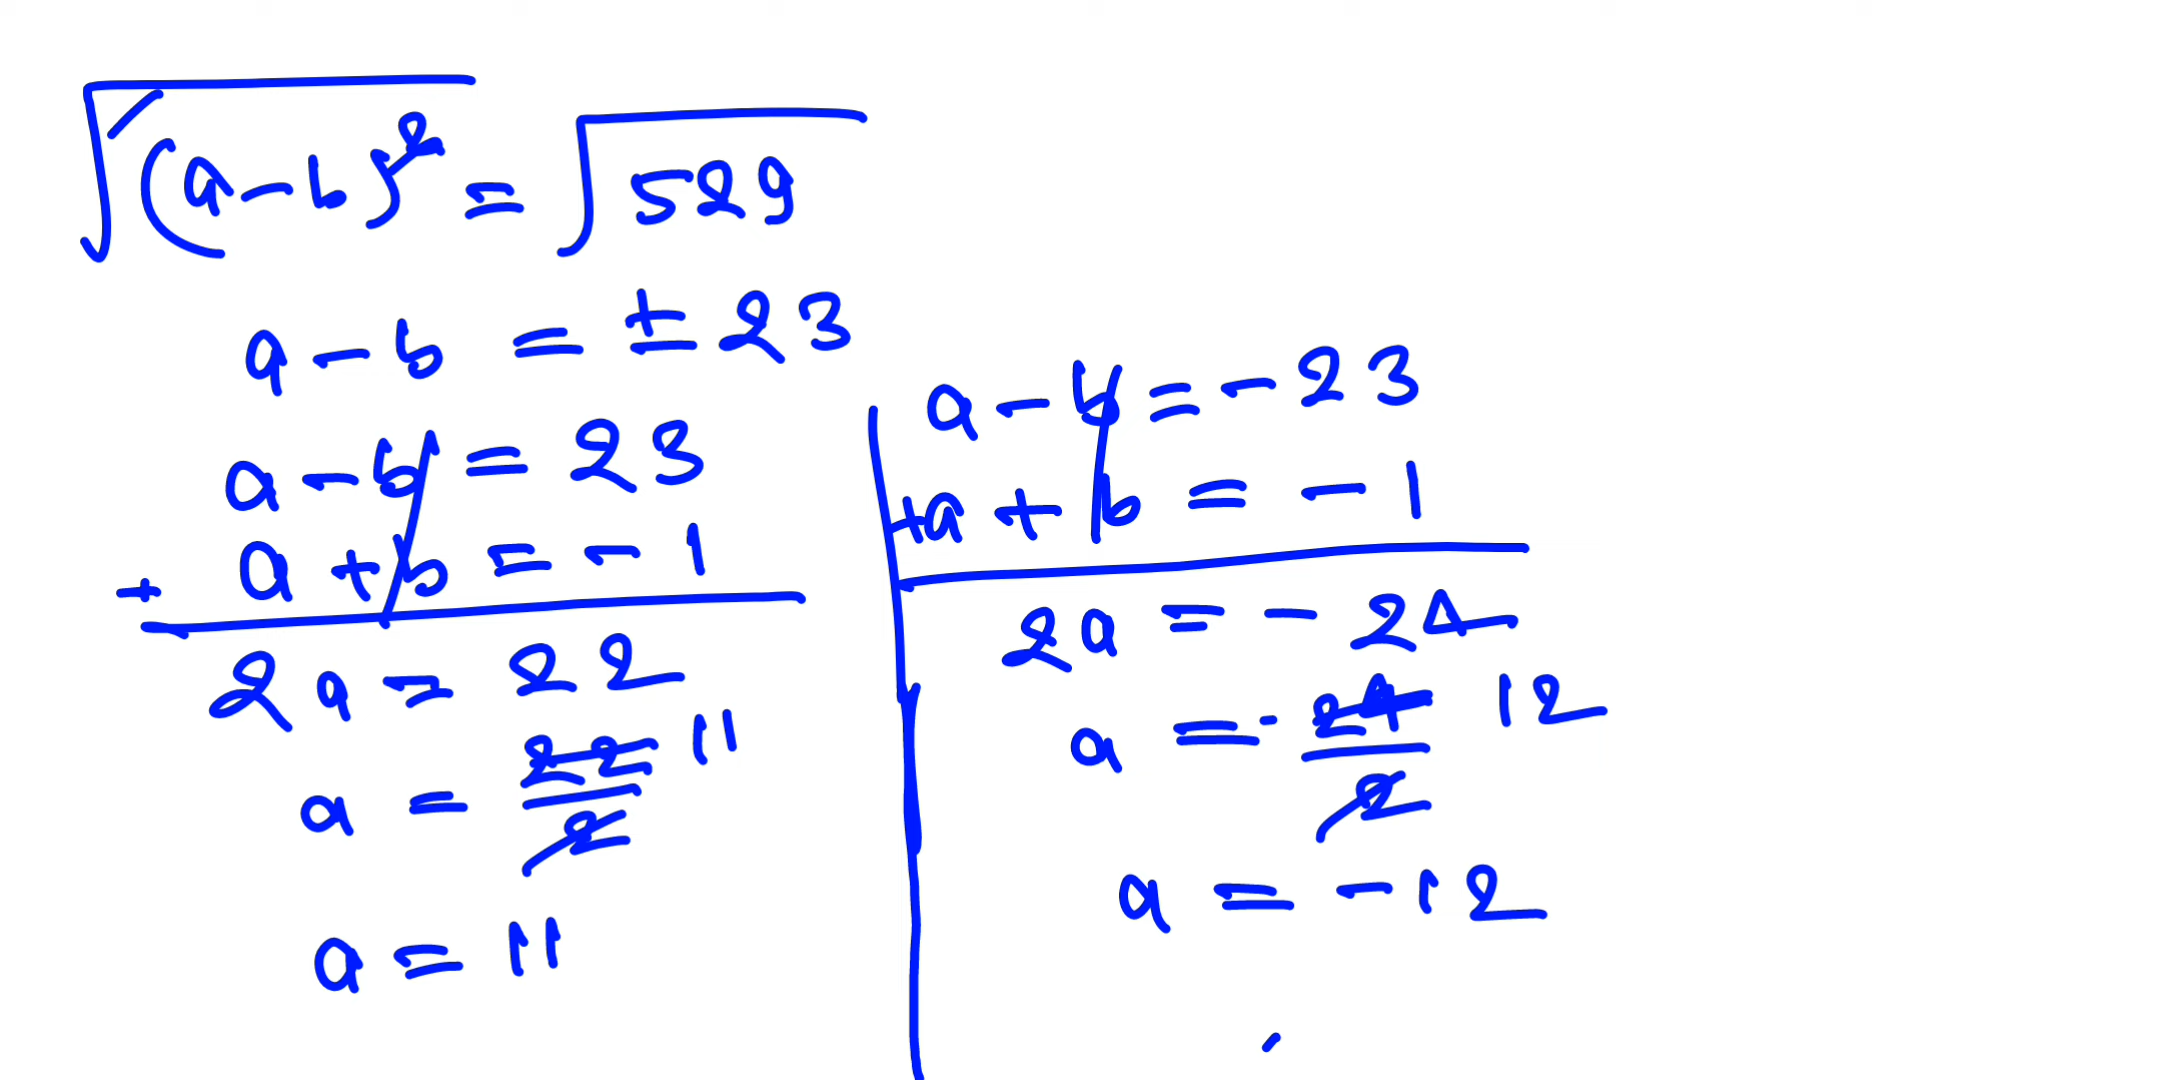 √(a-b)² = √529
a - b = ± 23
a - b = 23
+ a + b = - 1
2a = 22
a = 22/2 11
a = 11
a - b = - 23
+a + b = - 1
2a = - 24
a = - 24/2 12
a = - 12